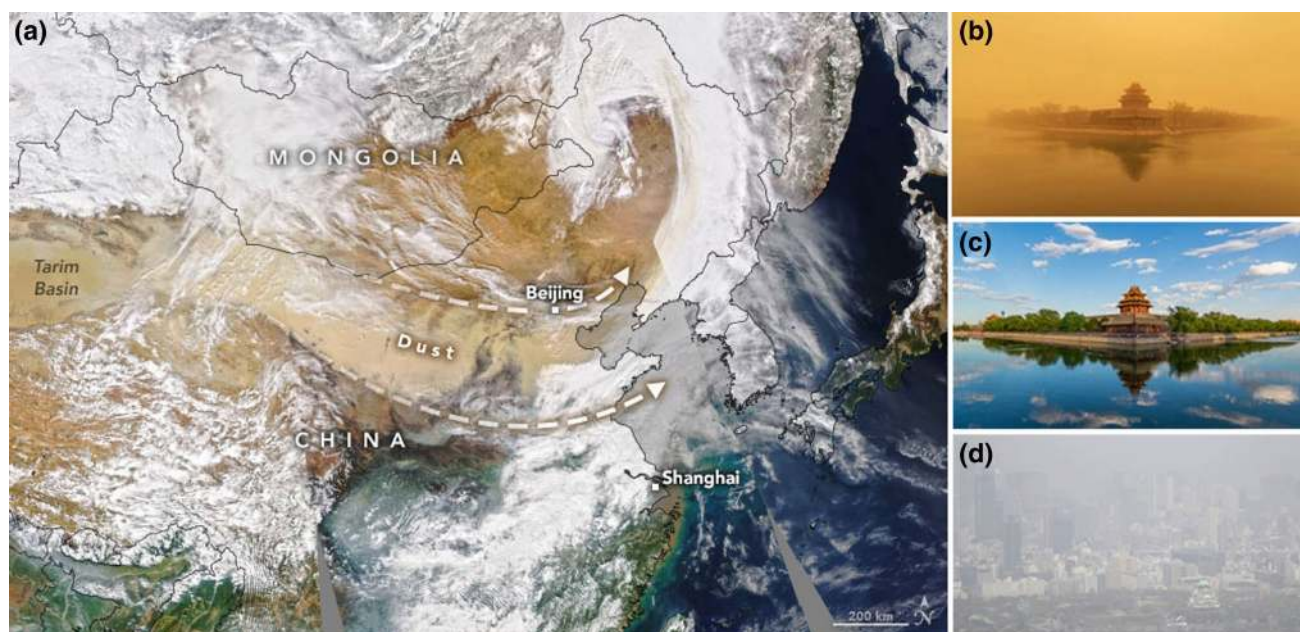 (a)
MONGOLIA
Tarim
Basin
Beijing
Dust
CHINA
Shanghai
200 km
N
(b)
(c)
(d)